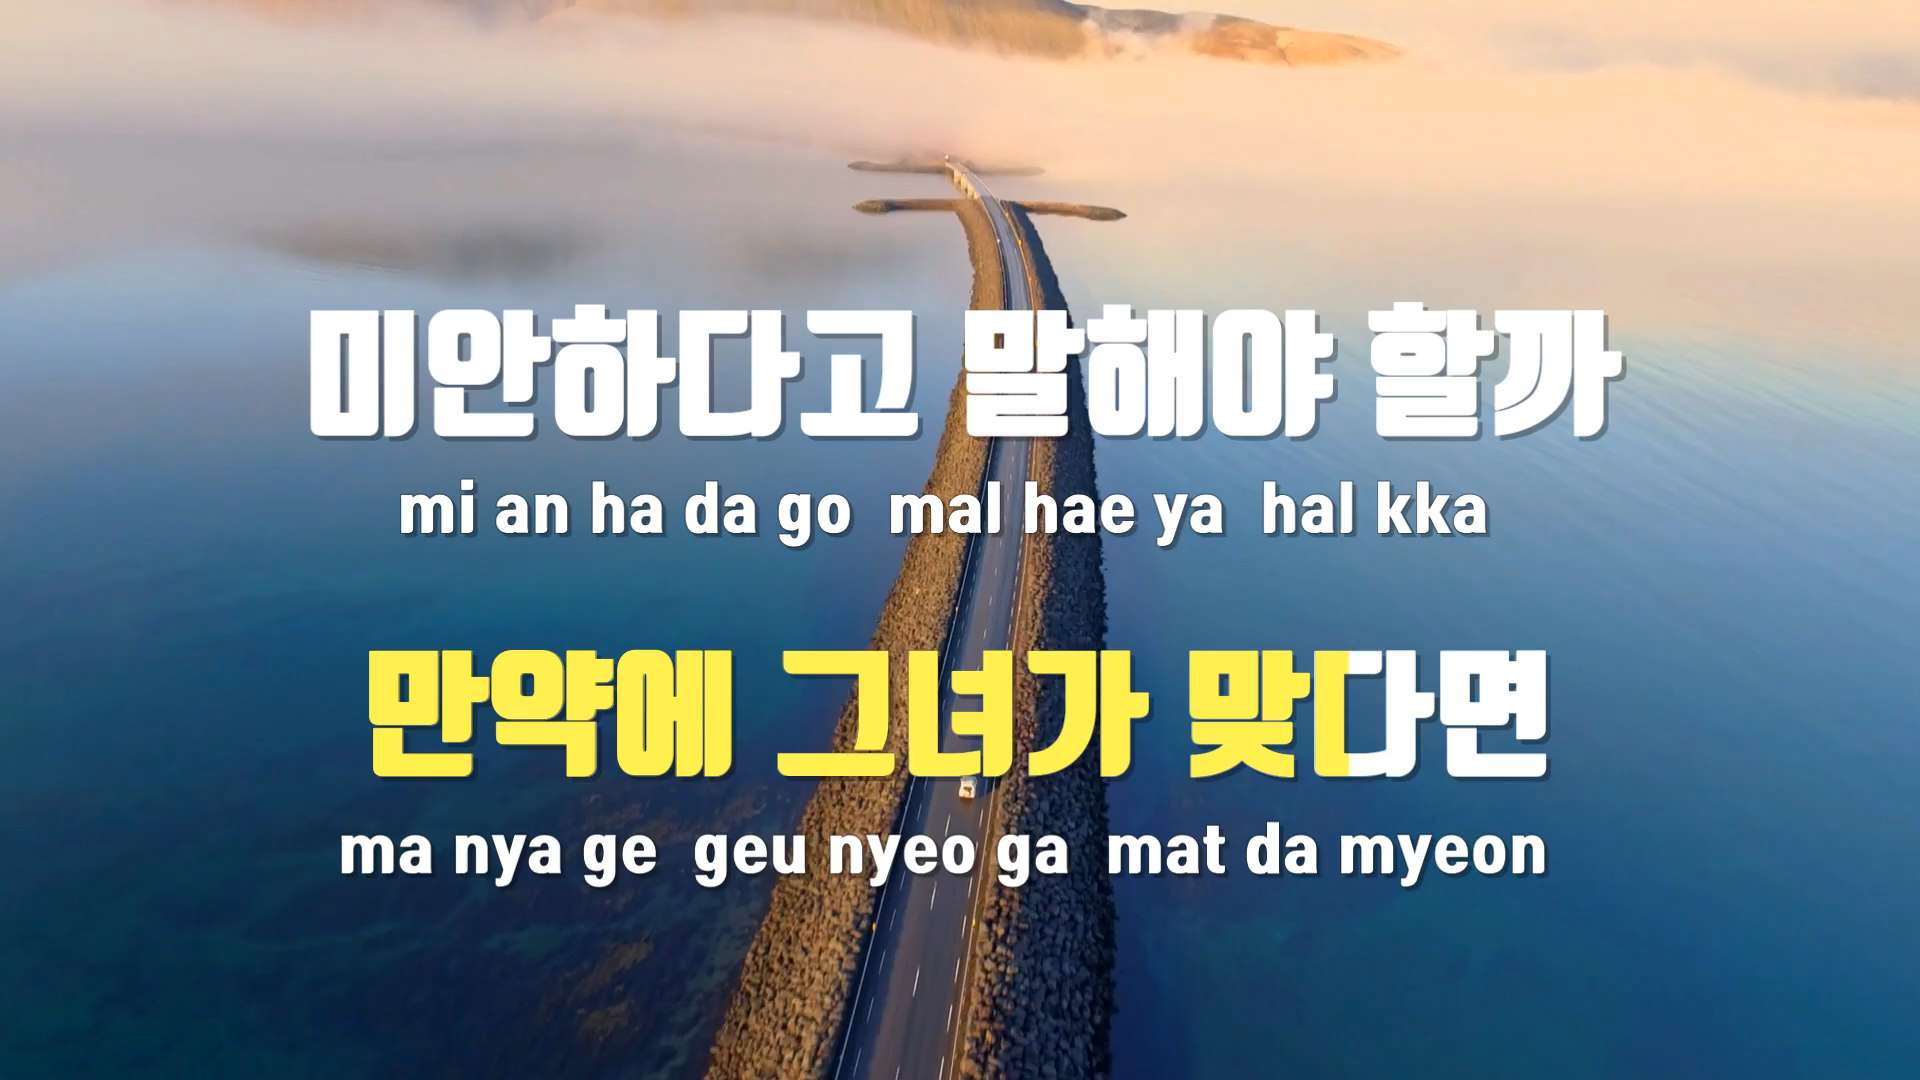 미안하다고 말해야 할까
mi an ha da go mal hae ya hal kka
만약에 그녀가 맞다면
ma nya ge geu nyeo ga mat da myeon